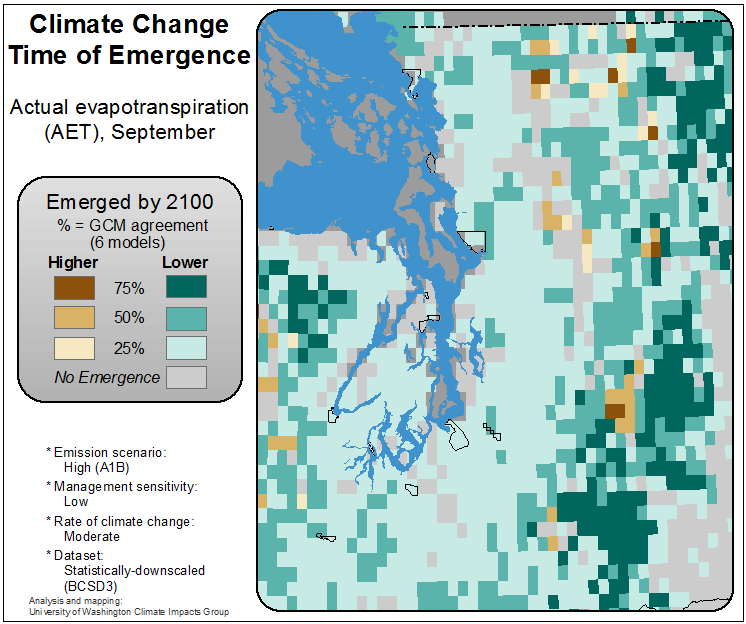 Climate Change
Time of Emergence
Actual evapotranspiration
(AET), September
Emerged by 2100
% = GCM agreement
(6 models)
Higher Lower
75%
50%
25%
No Emergence
* Emission scenario:
High (A1B)
* Management sensitivity:
Low
* Rate of climate change:
Moderate
* Dataset:
Statistically-downscaled
(BCSD3)
Analysis and mapping:
University of Washington Climate Impacts Group